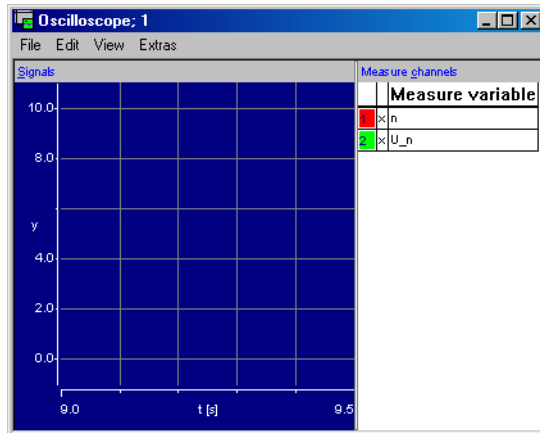 Oscilloscope; 1
File Edit View Extras
Signals
Measure channels
Measure variable
1 x n
2 x U_n
10.0
8.0
y
4.0
2.0
0.0
9.0 t [s] 9.5